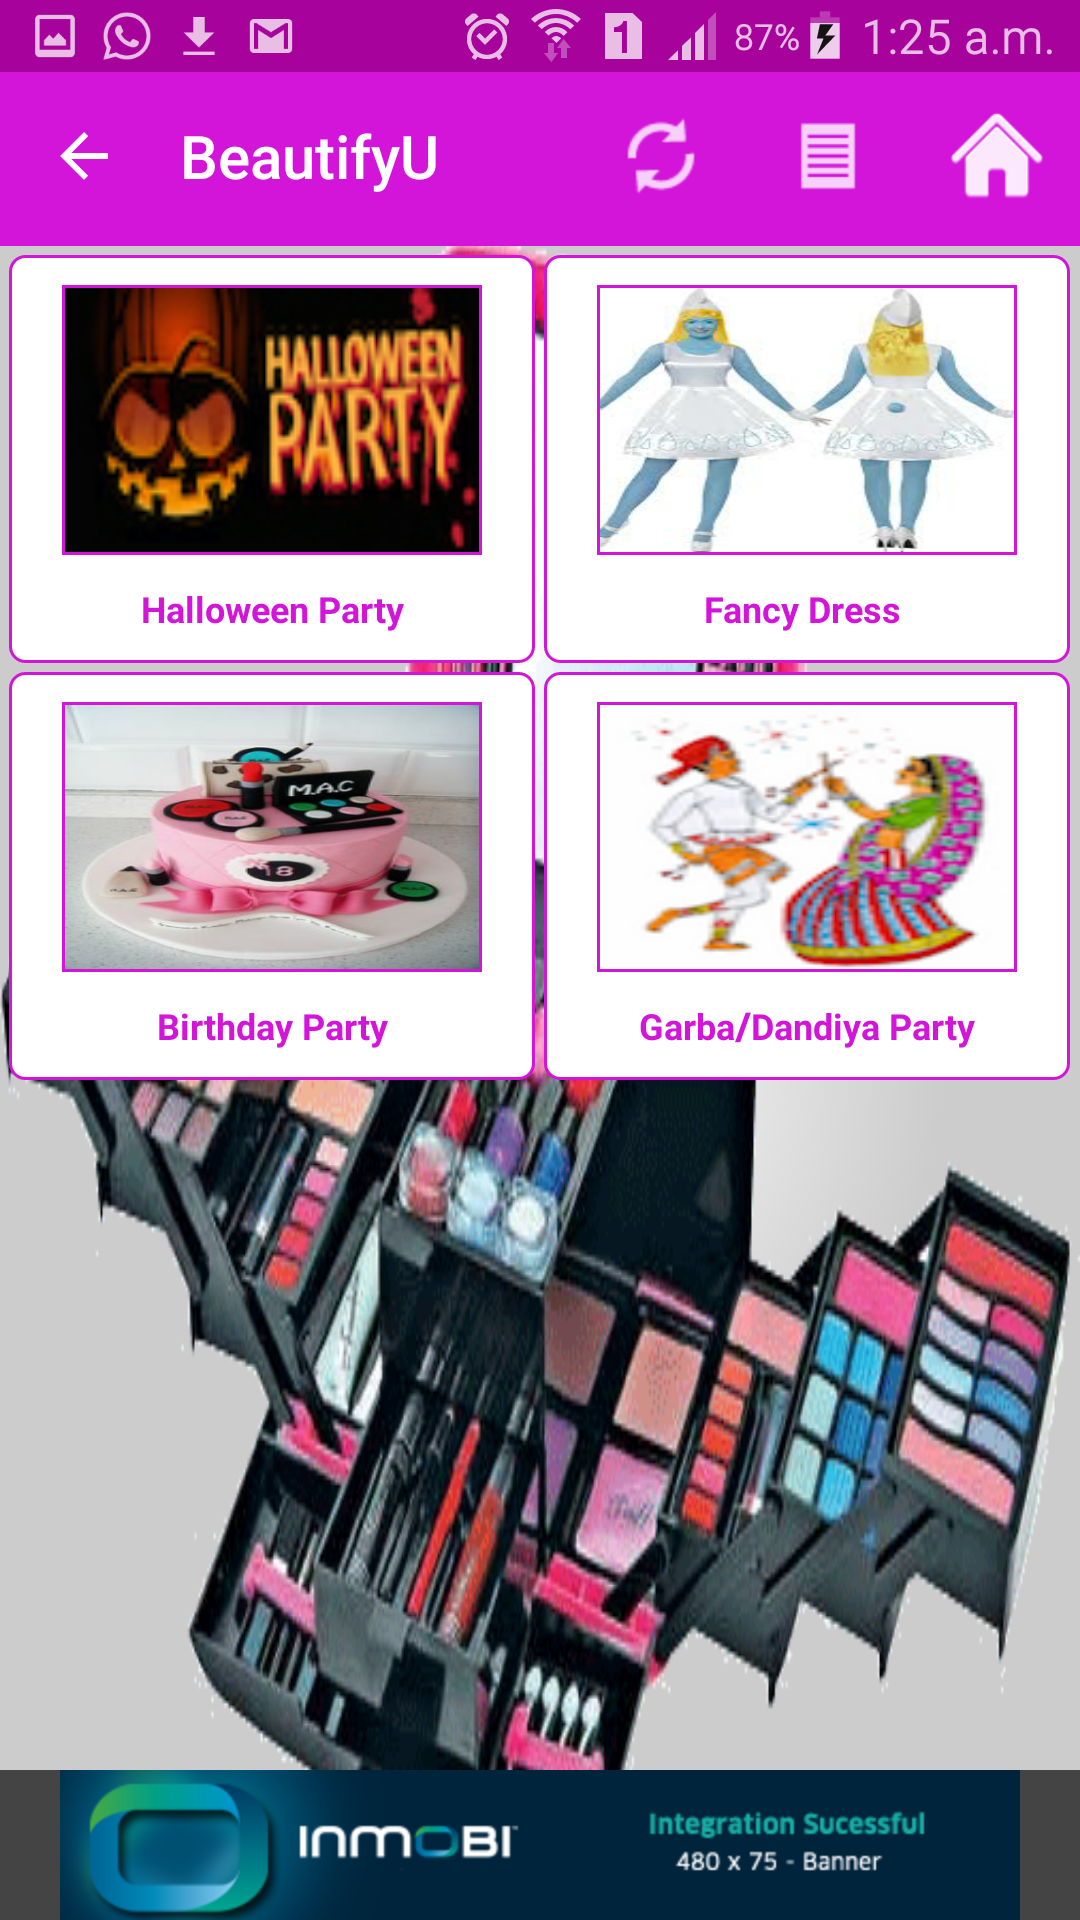 87% 1:25 a.m.
BeautifyU
HALLOWEEN
PARTY
Halloween Party
Fancy Dress
M.A.C
18
Birthday Party
Garba/Dandiya Party
INMOBI
Integration Sucessful
480 x 75 - Banner